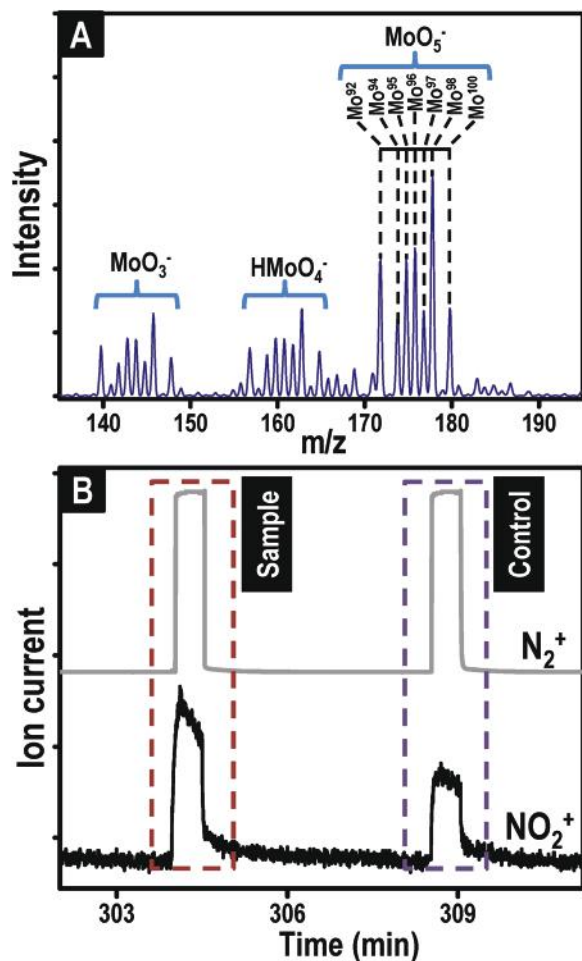 A
MoO₅⁻
Mo⁹² Mo⁹⁴ Mo⁹⁵ Mo⁹⁶ Mo⁹⁷ Mo⁹⁸ Mo¹⁰⁰
MoO₃⁻
HMoO₄⁻
Intensity
140 150 160 170 180 190
m/z
B
Sample
Control
N₂⁺
NO₂⁺
Ion current
303 306 309
Time (min)